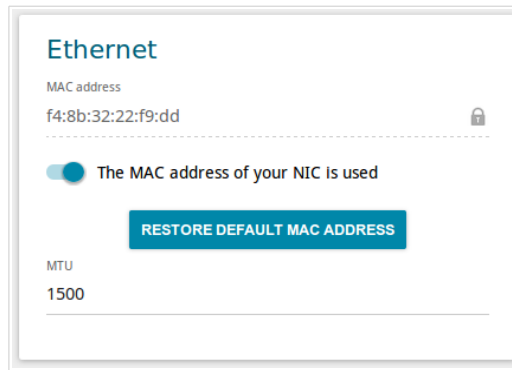 Ethernet
MAC address
f4:8b:32:22:f9:dd
The MAC address of your NIC is used
RESTORE DEFAULT MAC ADDRESS
MTU
1500